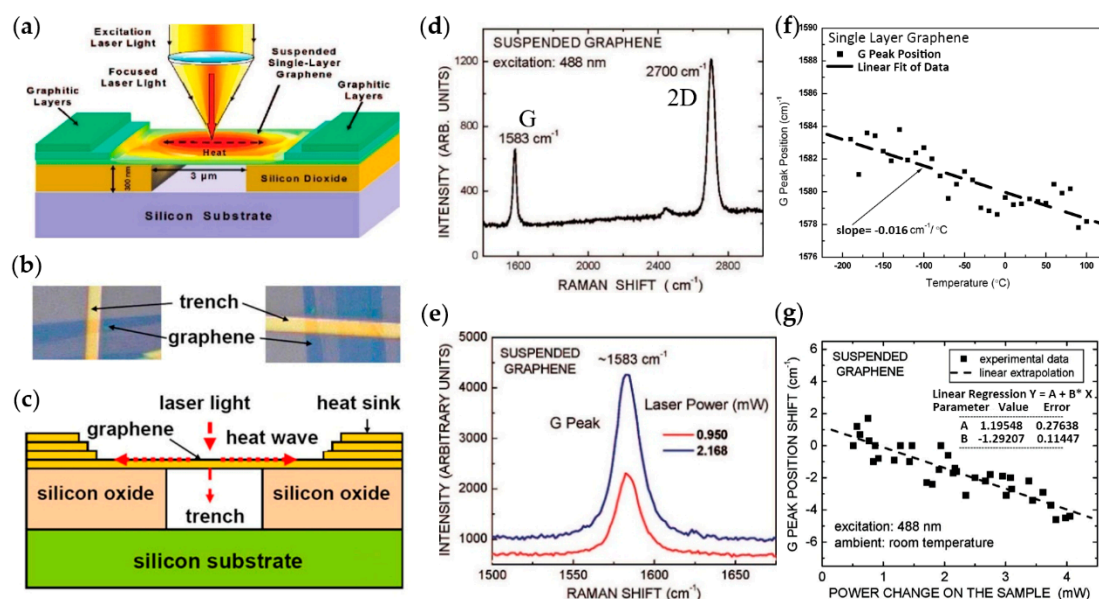 (a)
Excitation
Laser Light
Focused
Laser Light
Suspended
Single-Layer
Graphene
Graphitic
Layers
Graphitic
Layers
Heat
300 nm
3 μm
Silicon Dioxide
Silicon Substrate
(b)
trench
graphene
(c)
laser light
heat sink
graphene
heat wave
silicon oxide
silicon oxide
trench
silicon substrate
(d)
SUSPENDED GRAPHENE
excitation: 488 nm
2700 cm-1
2D
G
1583 cm-1
INTENSITY (ARB. UNITS)
1200
800
400
0
1600
2000
2400
2800
RAMAN SHIFT (cm-1)
(e)
SUSPENDED
GRAPHENE
~1583 cm-1
G Peak
Laser Power (mW)
0.950
2.168
INTENSITY (ARBITRARY UNITS)
5000
4000
3000
2000
1000
1500
1550
1600
1650
RAMAN SHIFT (cm-1)
(f)
Single Layer Graphene
G Peak Position
Linear Fit of Data
slope= -0.016 cm-1/ °C
G Peak Position (cm-1)
1590
1588
1586
1584
1582
1580
1578
1576
-200
-150
-100
-50
0
50
100
Temperature (°C)
(g)
SUSPENDED
GRAPHENE
experimental data
linear extrapolation
Linear Regression Y = A + B* X
Parameter Value Error
A 1.19548 0.27638
B -1.29207 0.11447
excitation: 488 nm
ambient: room temperature
G PEAK POSITION SHIFT (cm-1)
6
4
2
0
-2
-4
-6
0
1
2
3
4
POWER CHANGE ON THE SAMPLE (mW)